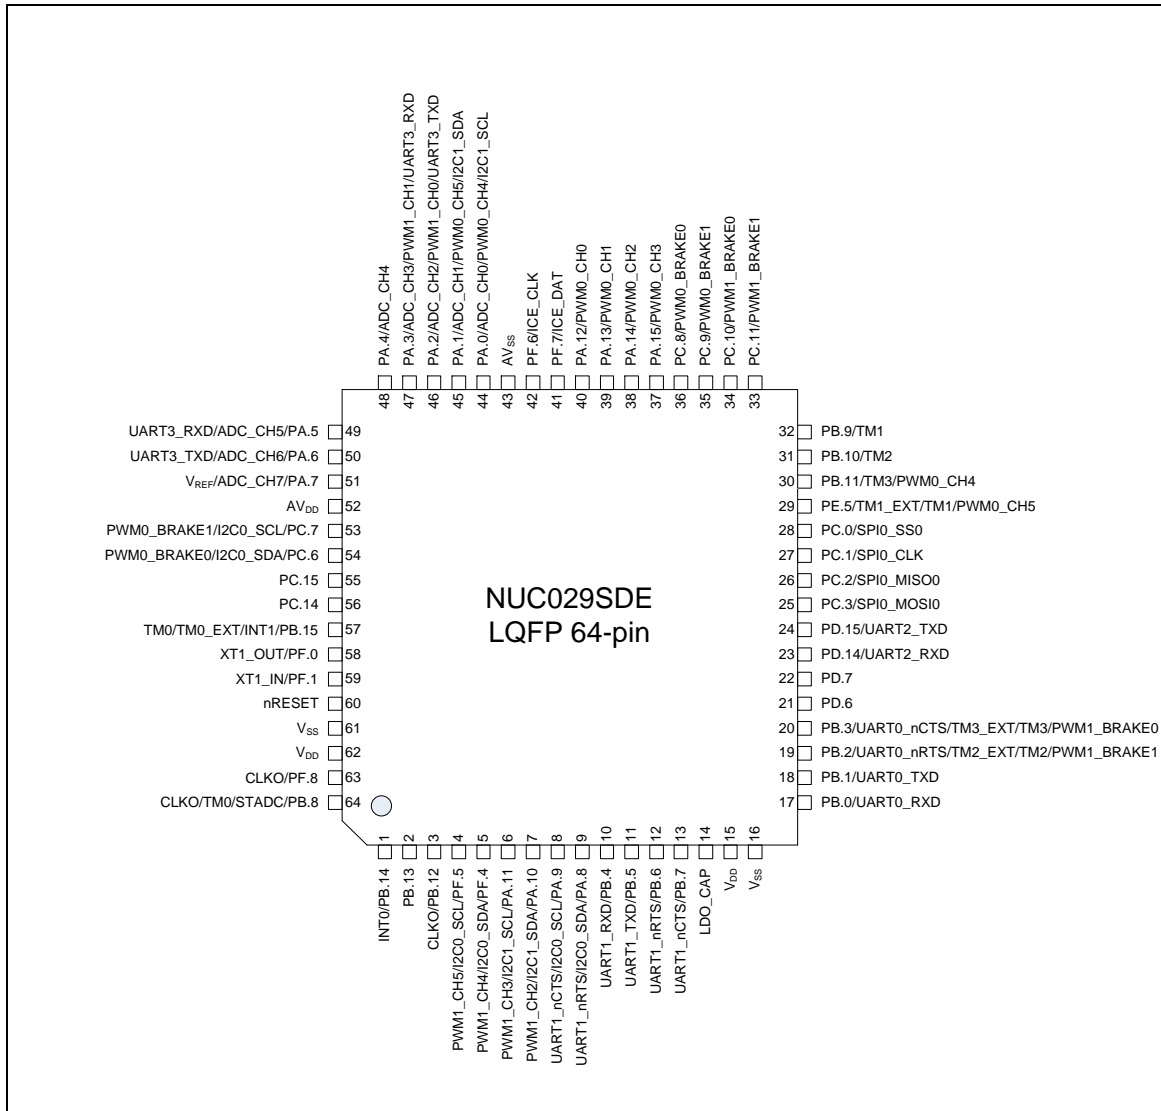 PA.4/ADC_CH4
PA.3/ADC_CH3/PWM1_CH1/UART3_RXD
PA.2/ADC_CH2/PWM1_CH0/UART3_TXD
PA.1/ADC_CH1/PWM0_CH5/I2C1_SDA
PA.0/ADC_CH0/PWM0_CH4/I2C1_SCL
AVSS
PF.6/ICE_CLK
PF.7/ICE_DAT
PA.12/PWM0_CH0
PA.13/PWM0_CH1
PA.14/PWM0_CH2
PA.15/PWM0_CH3
PC.8/PWM0_BRAKE0
PC.9/PWM0_BRAKE1
PC.10/PWM1_BRAKE0
PC.11/PWM1_BRAKE1
48 47 46 45 44 43 42 41 40 39 38 37 36 35 34 33
UART3_RXD/ADC_CH5/PA.5 49
UART3_TXD/ADC_CH6/PA.6 50
VREF/ADC_CH7/PA.7 51
AVDD 52
PWM0_BRAKE1/I2C0_SCL/PC.7 53
PWM0_BRAKE0/I2C0_SDA/PC.6 54
PC.15 55
PC.14 56
TM0/TM0_EXT/INT1/PB.15 57
XT1_OUT/PF.0 58
XT1_IN/PF.1 59
nRESET 60
VSS 61
VDD 62
CLKO/PF.8 63
CLKO/TM0/STADC/PB.8 64
NUC029SDE
LQFP 64-pin
32 PB.9/TM1
31 PB.10/TM2
30 PB.11/TM3/PWM0_CH4
29 PE.5/TM1_EXT/TM1/PWM0_CH5
28 PC.0/SPI0_SS0
27 PC.1/SPI0_CLK
26 PC.2/SPI0_MISO0
25 PC.3/SPI0_MOSI0
24 PD.15/UART2_TXD
23 PD.14/UART2_RXD
22 PD.7
21 PD.6
20 PB.3/UART0_nCTS/TM3_EXT/TM3/PWM1_BRAKE0
19 PB.2/UART0_nRTS/TM2_EXT/TM2/PWM1_BRAKE1
18 PB.1/UART0_TXD
17 PB.0/UART0_RXD
1 2 3 4 5 6 7 8 9 10 11 12 13 14 15 16
INT0/PB.14
PB.13
CLKO/PB.12
PWM1_CH5/I2C0_SCL/PF.5
PWM1_CH4/I2C0_SDA/PF.4
PWM1_CH3/I2C1_SCL/PA.11
PWM1_CH2/I2C1_SDA/PA.10
UART1_nCTS/I2C0_SCL/PA.9
UART1_nRTS/I2C0_SDA/PA.8
UART1_RXD/PB.4
UART1_TXD/PB.5
UART1_nRTS/PB.6
UART1_nCTS/PB.7
LDO_CAP
VDD
VSS